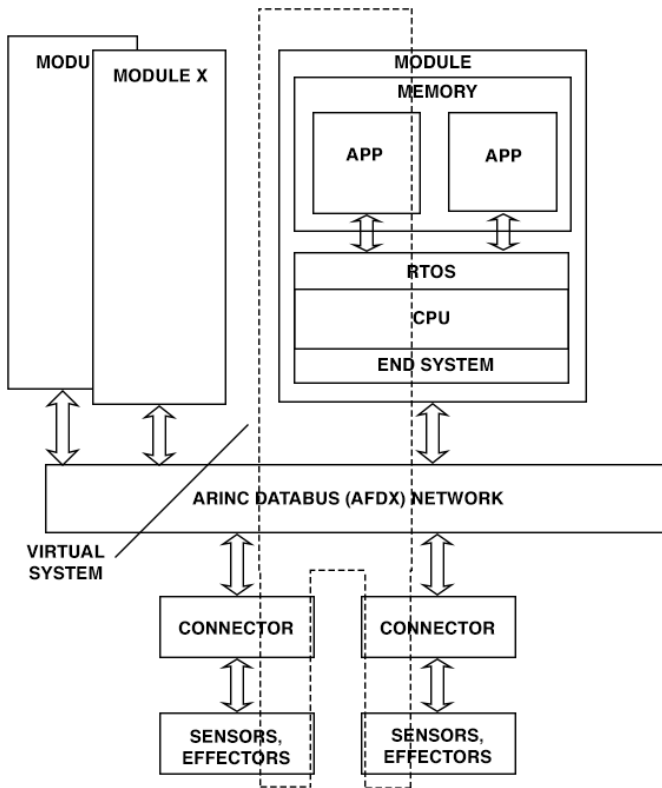 MODU
MODULE X
MODULE
MEMORY
APP
APP
RTOS
CPU
END SYSTEM
ARINC DATABUS (AFDX) NETWORK
VIRTUAL
SYSTEM
CONNECTOR
CONNECTOR
SENSORS,
EFFECTORS
SENSORS,
EFFECTORS